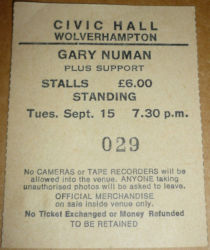 CIVIC HALL
WOLVERHAMPTON
GARY NUMAN
PLUS SUPPORT
STALLS £6.00
STANDING
Tues. Sept. 15 7.30 p.m.
029
No CAMERAS or TAPE RECORDERS will be
allowed into the venue. ANYONE taking
unauthorised photos will be asked to leave.
OFFICIAL MERCHANDISE
on sale inside venue only.
No Ticket Exchanged or Money Refunded
TO BE RETAINED